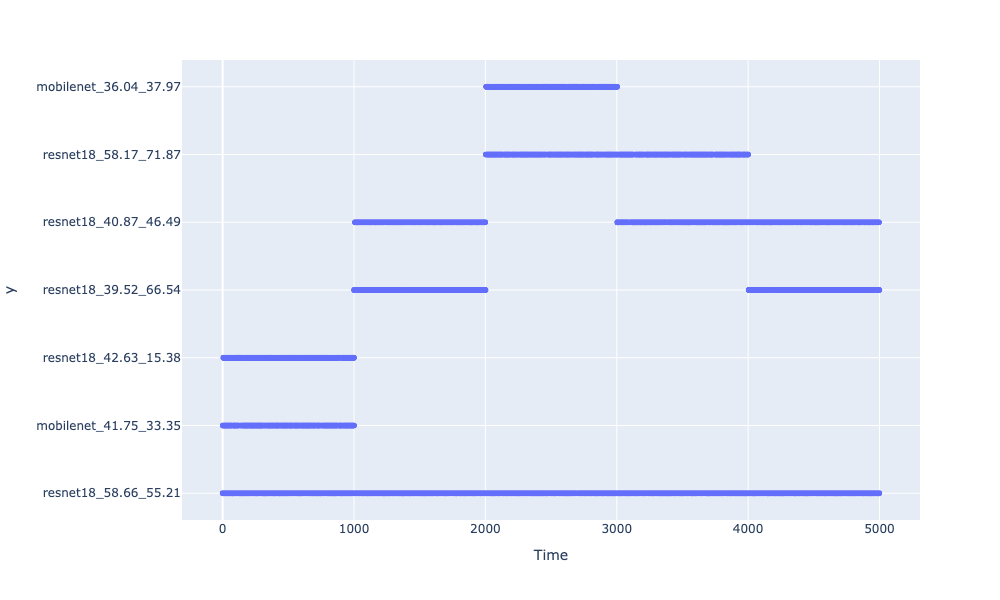 mobilenet_36.04_37.97
resnet18_58.17_71.87
resnet18_40.87_46.49
resnet18_39.52_66.54
y
resnet18_42.63_15.38
mobilenet_41.75_33.35
resnet18_58.66_55.21
0 1000 2000 3000 4000 5000
Time